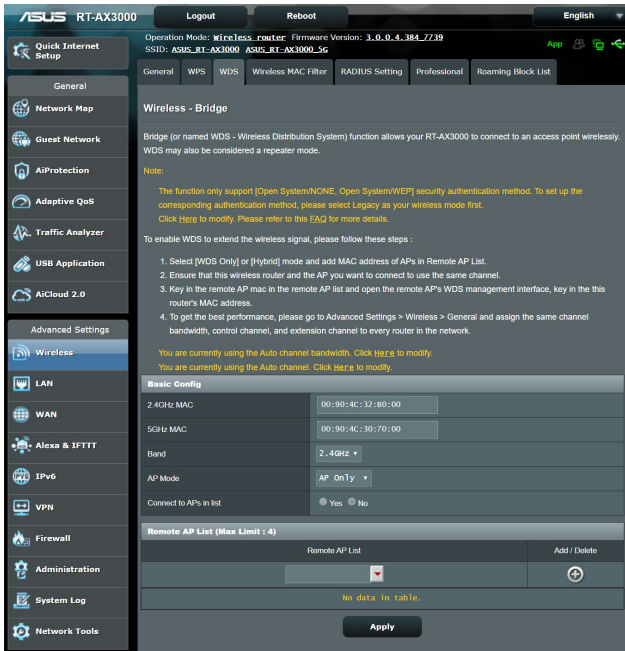 ASUS RT-AX3000 Logout Reboot English
Operation Mode: Wireless router Firmware Version: 3.0.0.4.384_7739
SSID: ASUS_RT-AX3000 ASUS_RT-AX3000_5G
App
Quick Internet
Setup
General
Network Map
Guest Network
AiProtection
Adaptive QoS
Traffic Analyzer
USB Application
AiCloud 2.0
Advanced Settings
Wireless
LAN
WAN
Alexa & IFTTT
IPv6
VPN
Firewall
Administration
System Log
Network Tools
General WPS WDS Wireless MAC Filter RADIUS Setting Professional Roaming Block List
Wireless - Bridge
Bridge (or named WDS - Wireless Distribution System) function allows your RT-AX3000 to connect to an access point wirelessly.
WDS may also be considered a repeater mode.
Note:
The function only support [Open System/NONE, Open System/WEP] security authentication method. To set up the
corresponding authentication method, please select Legacy as your wireless mode
first.
Click Here to modify. Please refer to this FAQ for more details.
To enable WDS to extend the wireless signal, please follow these steps :
1. Select [WDS Only] or [Hybrid] mode and add MAC address of APs in Remote AP
List.
2. Ensure that this wireless router and the AP you want to connect to use the same
channel.
3. Key in the remote AP mac in the remote AP list and open the remote AP's WDS
management interface, key in the this
router's MAC address.
4. To get the best performance, please go to Advanced Settings > Wireless > General and assign the same channel
bandwidth, control channel, and extension channel to every router in the network.
You are currently using the Auto channel bandwidth. Click Here to modify.
You are currently using the Auto channel. Click Here to modify.
Basic Config
2.4GHz MAC 00:90:4C:32:B0:00
5GHz MAC 00:90:4C:30:70:00
Band 2.4GHz
AP Mode AP Only
Connect to APs in list Yes No
Remote AP List (Max Limit : 4)
Remote AP List Add / Delete
No data in table.
Apply